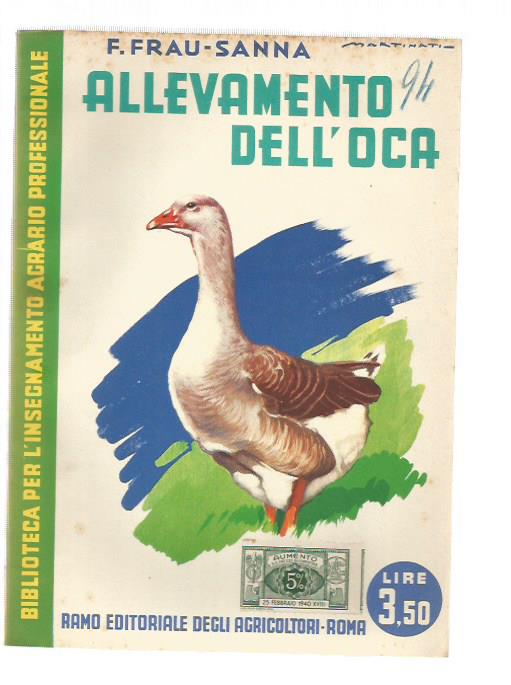 F. FRAU-SANNA
MARTINATI
ALLEVAMENTO
94
DELL'OCA
BIBLIOTECA PER L'INSEGNAMENTO AGRARIO PROFESSIONALE
AUMENTO
5%
25 FEBBRAIO 1940 XVIII
LIRE
3,50
RAMO EDITORIALE DEGLI AGRICOLTORI-ROMA